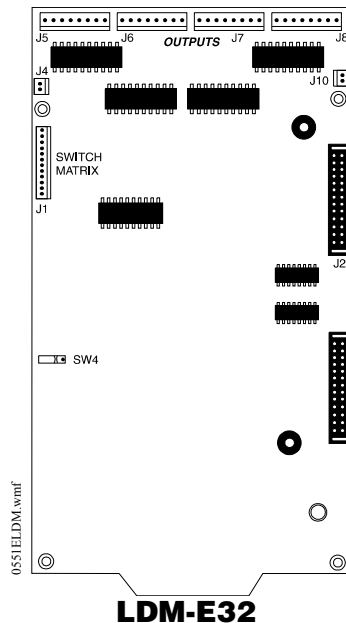 J5 J6 OUTPUTS J7 J8
J4
J10
SWITCH
MATRIX
J1
J2
SW4
0551ELDM.wmf
LDM-E32